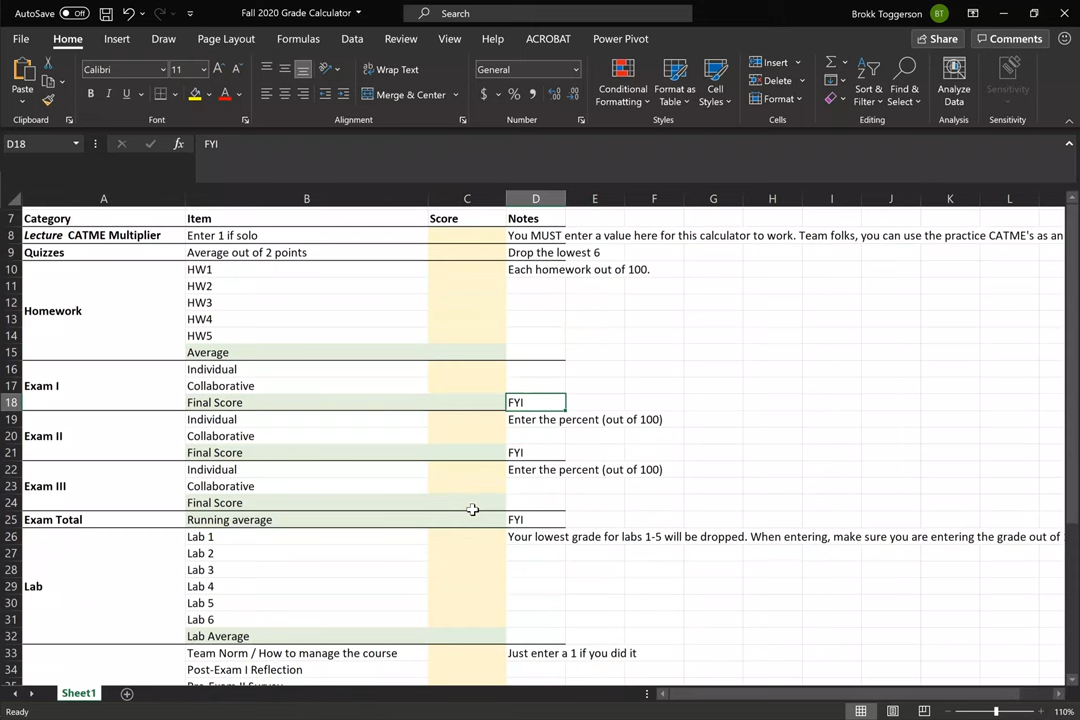 AutoSave Off Fall 2020 Grade Calculator Search Brokk Toggerson BT
File Home Insert Draw Page Layout Formulas Data Review View Help ACROBAT Power Pivot Share Comments
Paste Calibri 11 A A Wrap Text General Conditional Formatting Format as Table Cell Styles Insert Delete Format Sort & Filter Find & Select Analyze Data Sensitivity
B I U A Merge & Center $ % 9
Clipboard Font Alignment Number Styles Cells Editing Analysis Sensitivity
D18 fx FYI
A B C D E F G H I J K L
7 Category Item Score Notes
8 Lecture CATME Multiplier Enter 1 if solo You MUST enter a value here for this calculator to work. Team folks, you can use the practice CATME's as an
9 Quizzes Average out of 2 points Drop the lowest 6
10 HW1 Each homework out of 100.
11 HW2
12 HW3
Homework
13 HW4
14 HW5
15 Average
16 Individual
17 Exam I Collaborative
18 Final Score FYI
19 Individual Enter the percent (out of 100)
20 Exam II Collaborative
21 Final Score FYI
22 Individual Enter the percent (out of 100)
23 Exam III Collaborative
24 Final Score
25 Exam Total Running average FYI
26 Lab 1 Your lowest grade for labs 1-5 will be dropped. When entering, make sure you are entering the grade out of
27 Lab 2
28 Lab 3
29 Lab Lab 4
30 Lab 5
31 Lab 6
32 Lab Average
33 Team Norm / How to manage the course Just enter a 1 if you did it
34 Post-Exam I Reflection
Sheet1
Ready 110%